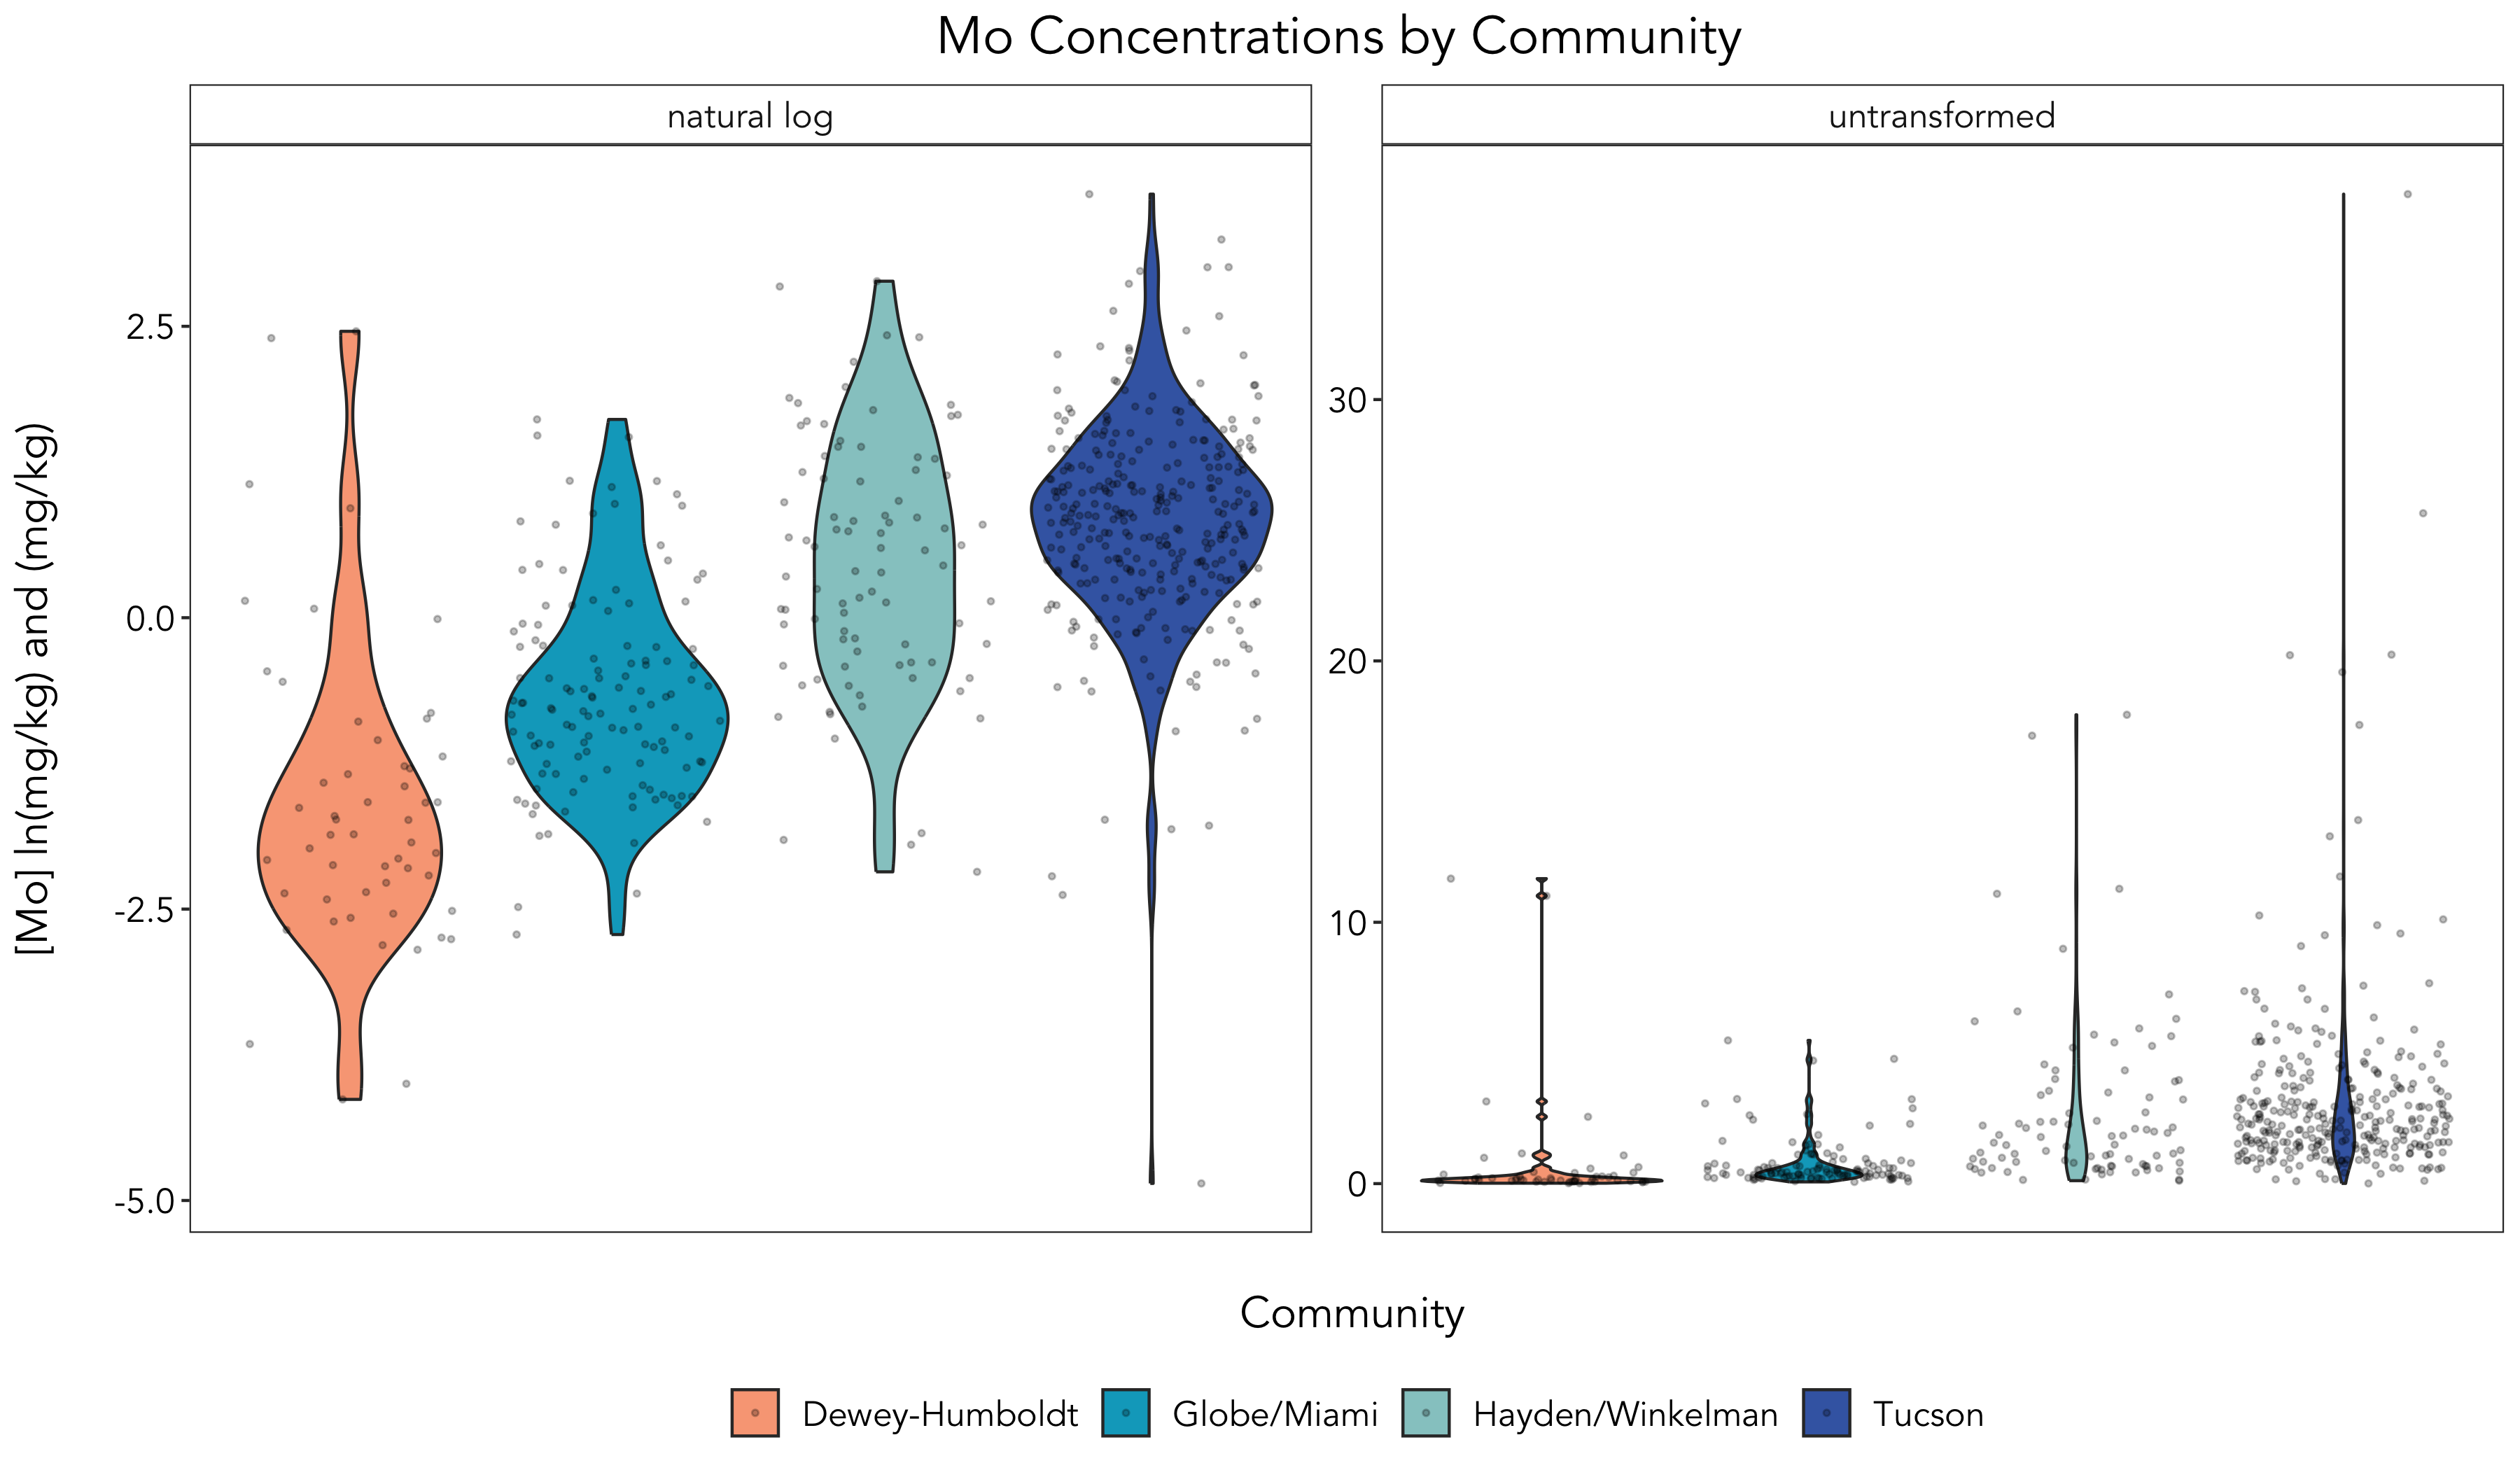 Mo Concentrations by Community
natural log
untransformed
[Mo] ln(mg/kg) and (mg/kg)
2.5
0.0
-2.5
-5.0
30
20
10
0
Community
Dewey-Humboldt Globe/Miami Hayden/Winkelman Tucson